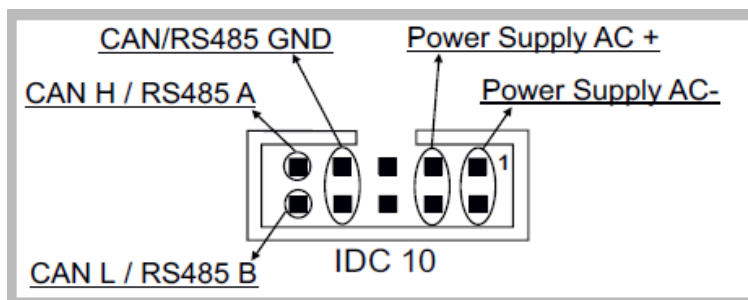 CAN/RS485 GND
Power Supply AC +
CAN H / RS485 A
Power Supply AC-
1
CAN L / RS485 B
IDC 10